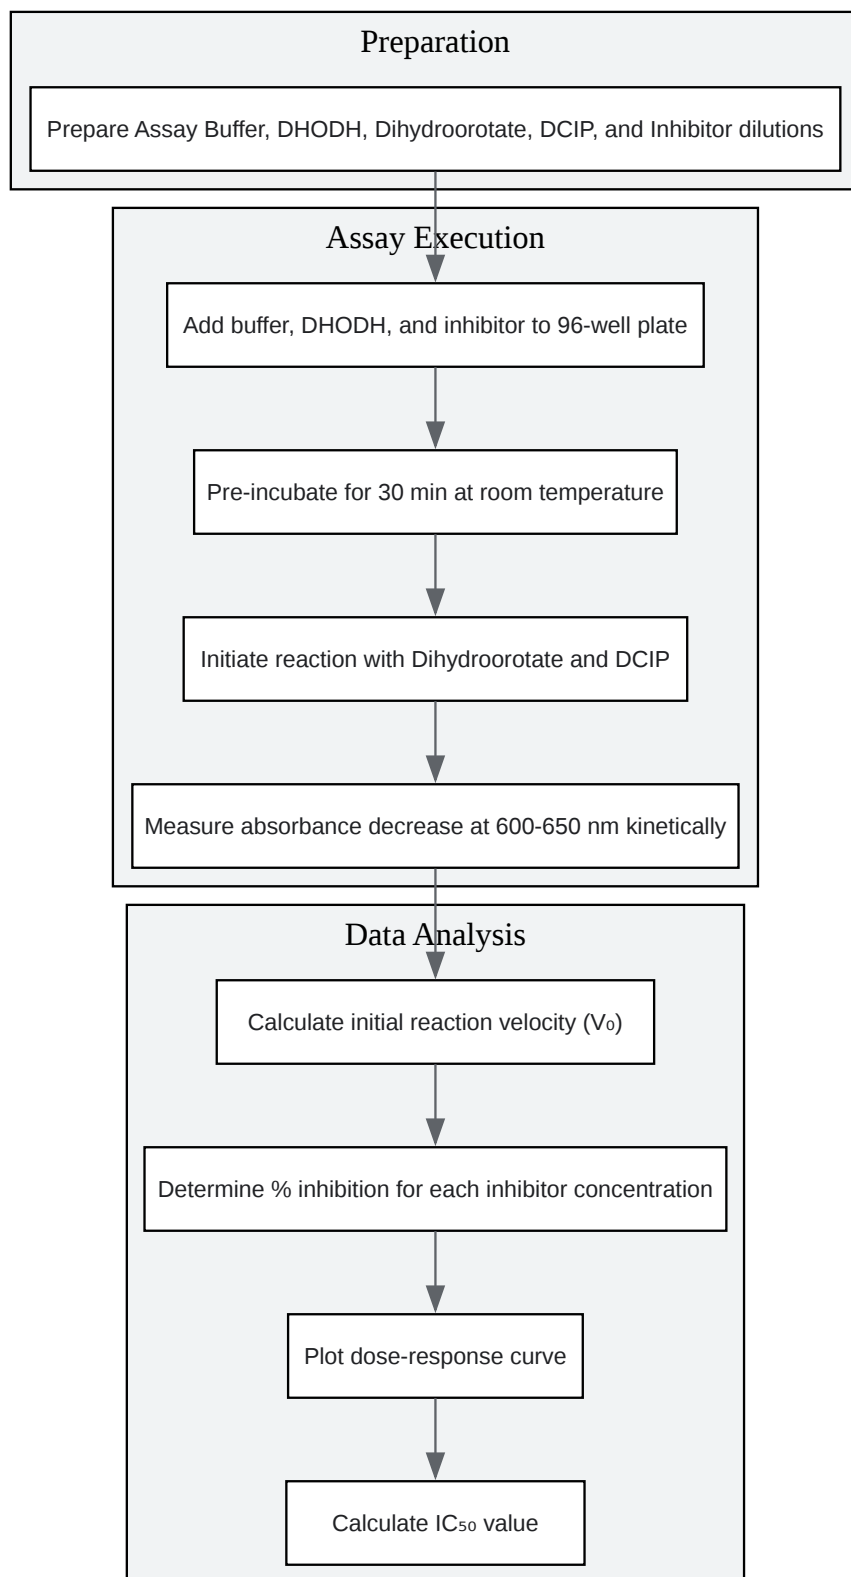 Preparation
Prepare Assay Buffer, DHODH, Dihydroorotate, DCIP, and Inhibitor dilutions
Assay Execution
Add buffer, DHODH, and inhibitor to 96-well plate
Pre-incubate for 30 min at room temperature
Initiate reaction with Dihydroorotate and DCIP
Measure absorbance decrease at 600-650 nm kinetically
Data Analysis
Calculate initial reaction velocity (V₀)
Determine % inhibition for each inhibitor concentration
Plot dose-response curve
Calculate IC₅₀ value